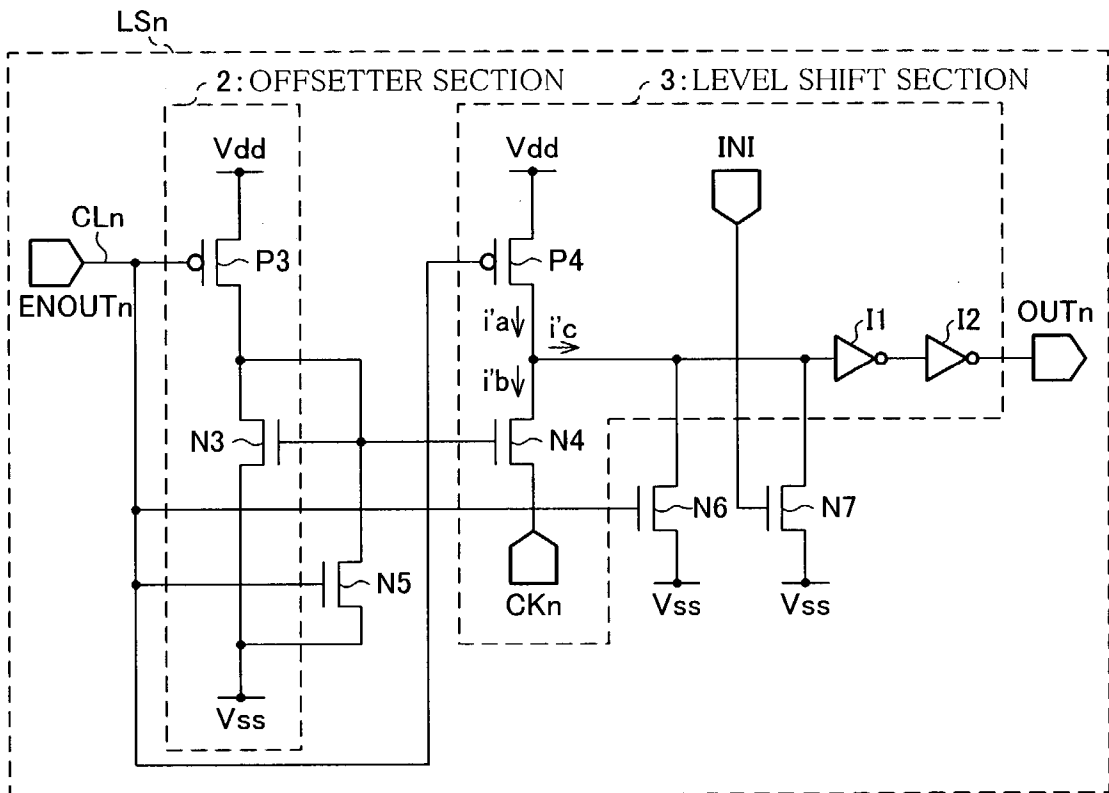 LSn
2:OFFSETTER SECTION
3:LEVEL SHIFT SECTION
Vdd
Vdd
INI
CLn
P3
P4
ENOUTn
i'a
i'c
I1
I2
OUTn
i'b
N3
N4
N6
N7
N5
CKn
Vss
Vss
Vss